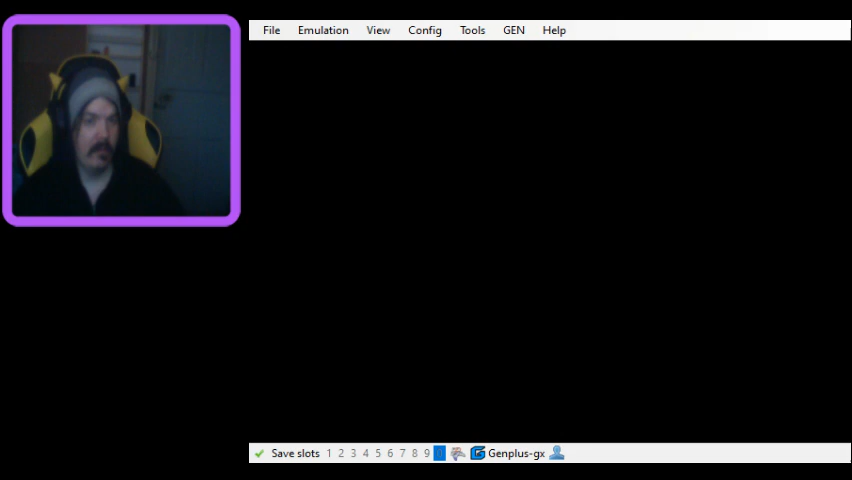 File Emulation View Config Tools GEN Help
Save slots 1 2 3 4 5 6 7 8 9 0 Genplus-gx